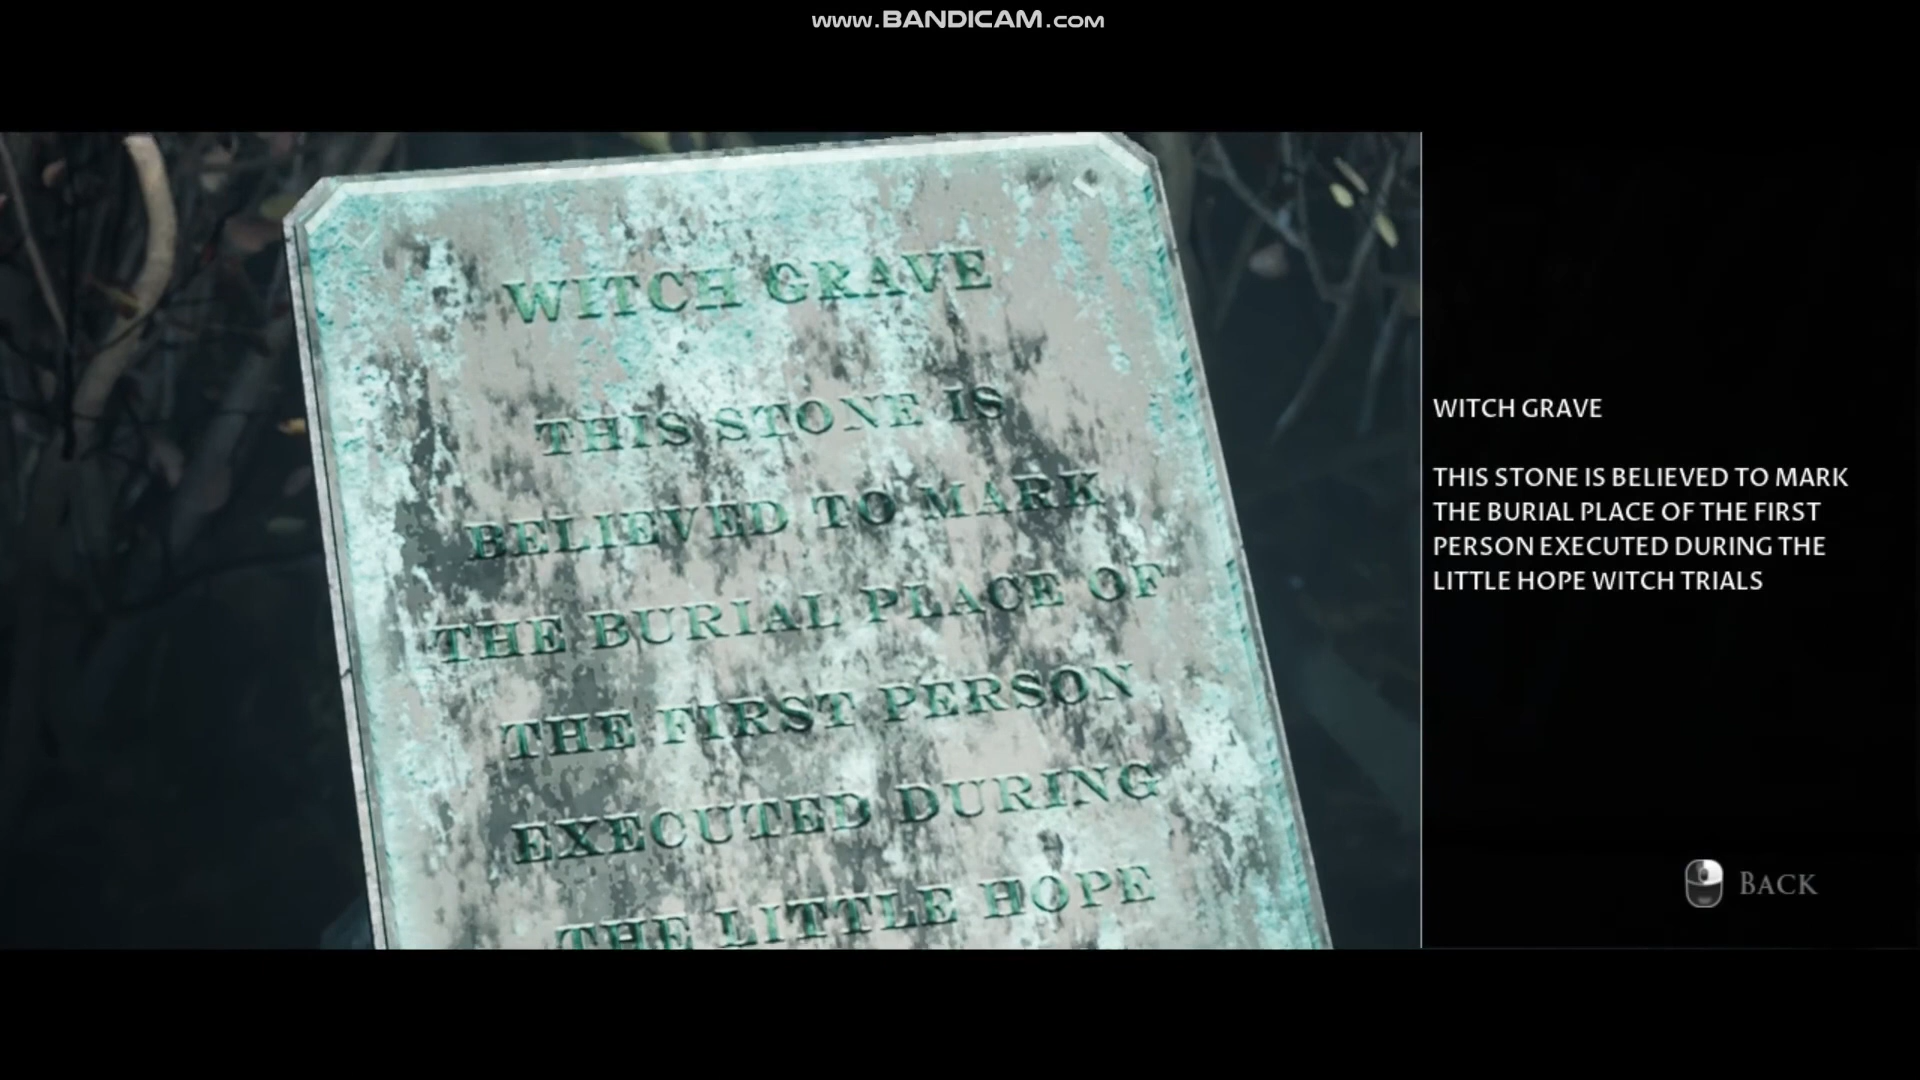 www.BANDICAM.com
WITCH GRAVE
THIS STONE IS
BELIEVED TO MARK
THE BURIAL PLACE OF
THE FIRST PERSON
EXECUTED DURING
THE LITTLE HOPE
WITCH GRAVE
THIS STONE IS BELIEVED TO MARK
THE BURIAL PLACE OF THE FIRST
PERSON EXECUTED DURING THE
LITTLE HOPE WITCH TRIALS
BACK